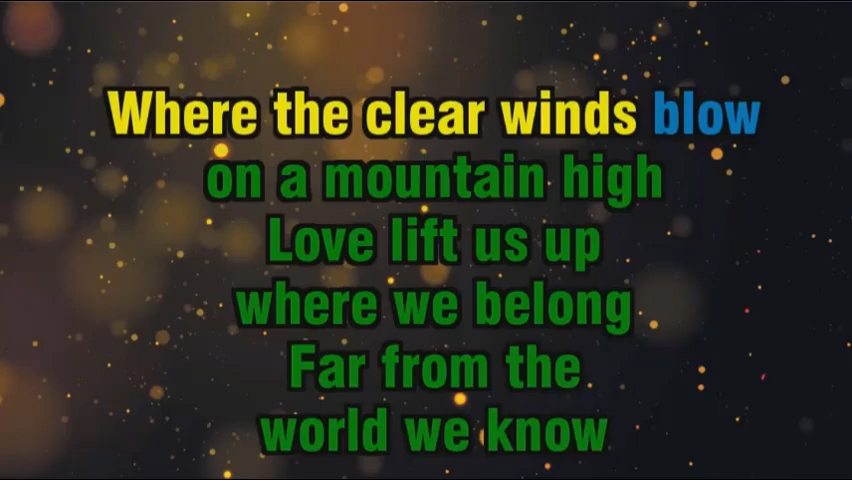 Where the clear winds blow
on a mountain high
Love lift us up
where we belong
Far from the
world we know